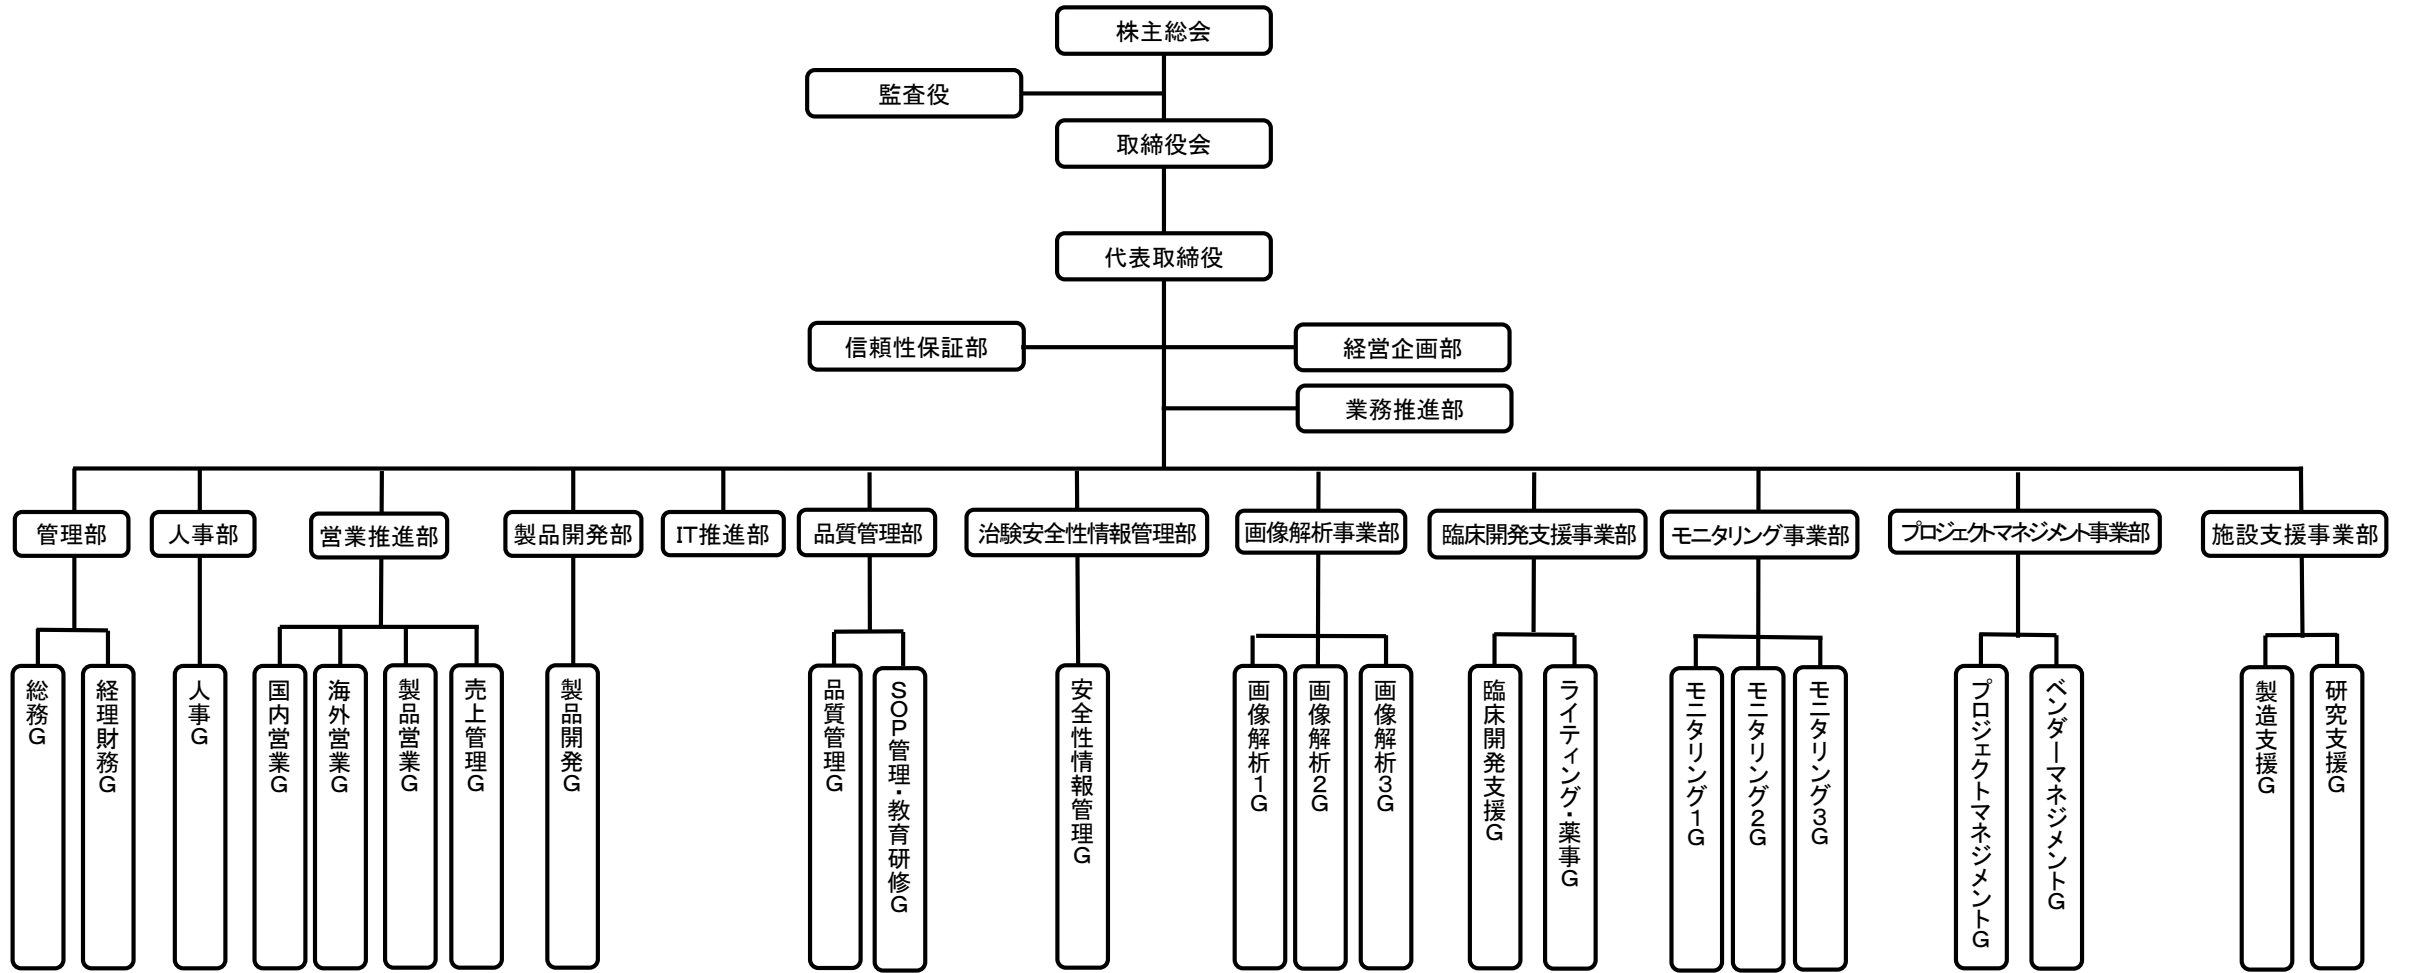 株主総会
監査役
取締役会
代表取締役
信頼性保証部
経営企画部
業務推進部
管理部
人事部
営業推進部
製品開発部
IT推進部
品質管理部
治験安全性情報管理部
画像解析事業部
臨床開発支援事業部
モニタリング事業部
プロジェクトマネジメント事業部
施設支援事業部
総務G
経理財務G
人事G
国内営業G
海外営業G
製品営業G
売上管理G
製品開発G
品質管理G
SOP管理・教育研修G
安全性情報管理G
画像解析1G
画像解析2G
画像解析3G
臨床開発支援G
ライティング・薬事G
モニタリング1G
モニタリング2G
モニタリング3G
プロジェクトマネジメントG
ベンダーマネジメントG
製造支援G
研究支援G